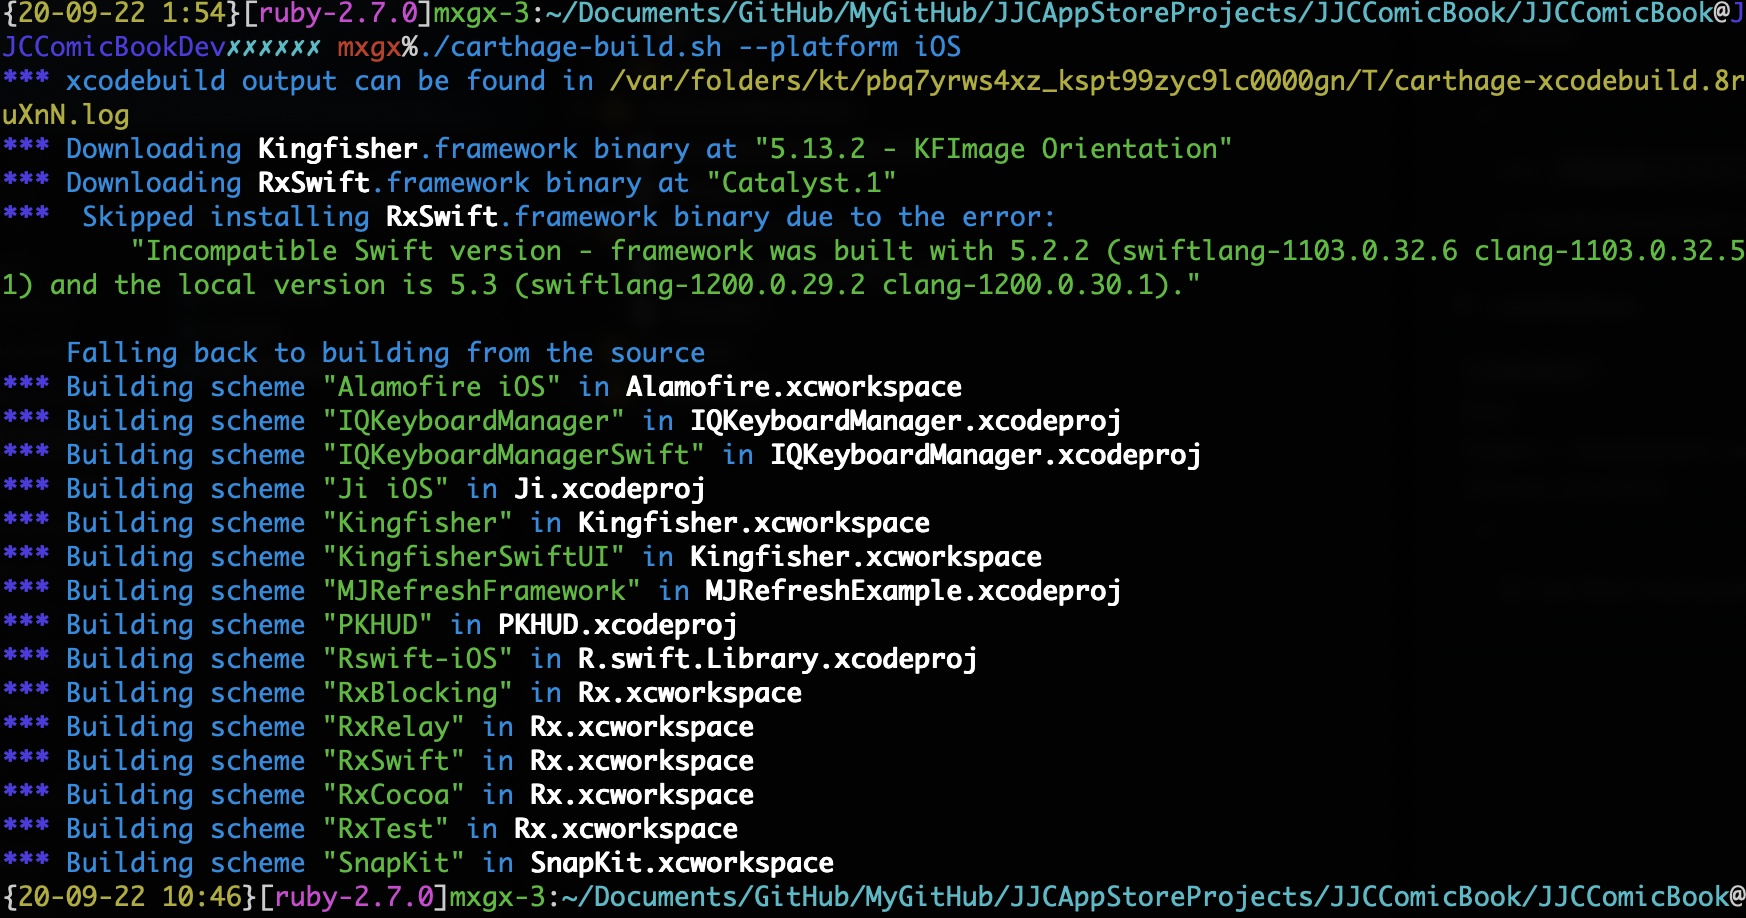 {20-09-22 1:54}[ruby-2.7.0]mxgx-3:~/Documents/GitHub/MyGitHub/JJCAppStoreProjects/JJCComicBook/JJCComicBook@J
JCComicBookDev✗✗✗✗✗✗ mxgx%./carthage-build.sh --platform iOS
*** xcodebuild output can be found in /var/folders/kt/pbq7yrws4xz_kspt99zyc9lc0000gn/T/carthage-xcodebuild.8r
uXnN.log
*** Downloading Kingfisher.framework binary at "5.13.2 - KFImage Orientation"
*** Downloading RxSwift.framework binary at "Catalyst.1"
***  Skipped installing RxSwift.framework binary due to the error:
"Incompatible Swift version - framework was built with 5.2.2 (swiftlang-1103.0.32.6 clang-1103.0.32.5
1) and the local version is 5.3 (swiftlang-1200.0.29.2 clang-1200.0.30.1)."
Falling back to building from the source
*** Building scheme "Alamofire iOS" in Alamofire.xcworkspace
*** Building scheme "IQKeyboardManager" in IQKeyboardManager.xcodeproj
*** Building scheme "IQKeyboardManagerSwift" in IQKeyboardManager.xcodeproj
*** Building scheme "Ji iOS" in Ji.xcodeproj
*** Building scheme "Kingfisher" in Kingfisher.xcworkspace
*** Building scheme "KingfisherSwiftUI" in Kingfisher.xcworkspace
*** Building scheme "MJRefreshFramework" in MJRefreshExample.xcodeproj
*** Building scheme "PKHUD" in PKHUD.xcodeproj
*** Building scheme "Rswift-iOS" in R.swift.Library.xcodeproj
*** Building scheme "RxBlocking" in Rx.xcworkspace
*** Building scheme "RxRelay" in Rx.xcworkspace
*** Building scheme "RxSwift" in Rx.xcworkspace
*** Building scheme "RxCocoa" in Rx.xcworkspace
*** Building scheme "RxTest" in Rx.xcworkspace
*** Building scheme "SnapKit" in SnapKit.xcworkspace
{20-09-22 10:46}[ruby-2.7.0]mxgx-3:~/Documents/GitHub/MyGitHub/JJCAppStoreProjects/JJCComicBook/JJCComicBook@